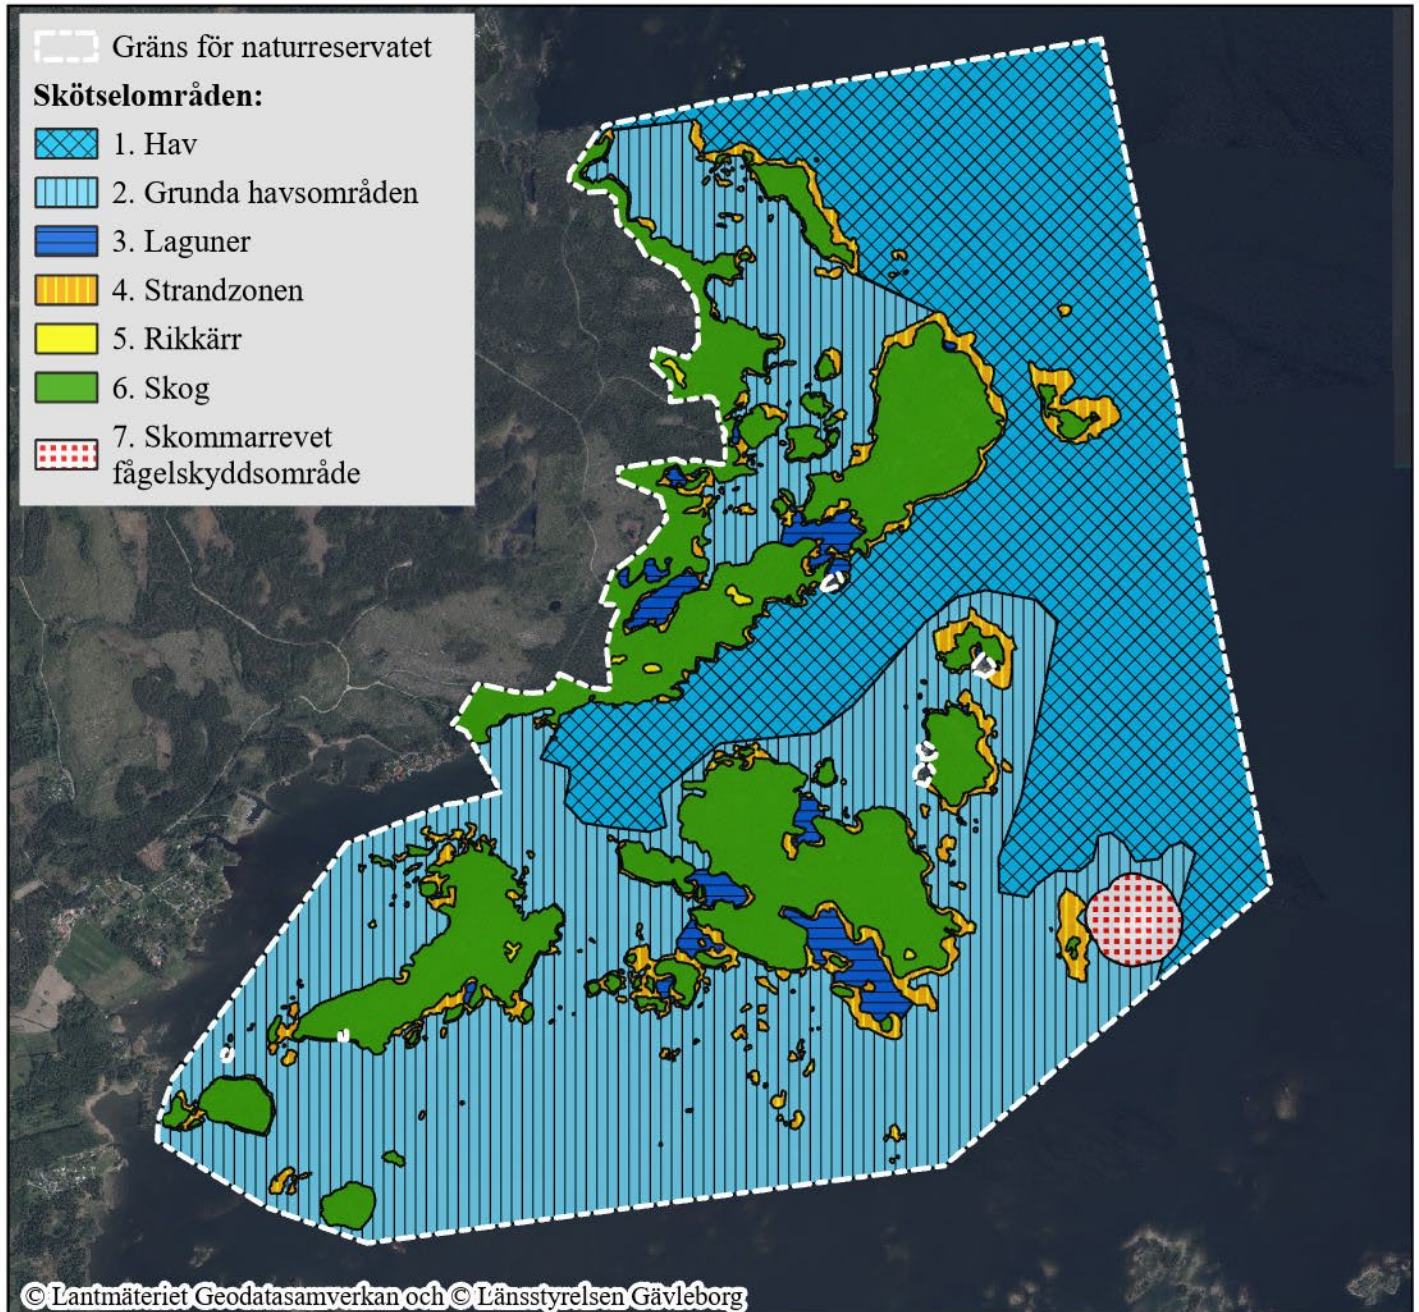 Gräns för naturreservatet
Skötselområden:
1. Hav
2. Grunda havsområden
3. Laguner
4. Strandzonen
5. Rikkärr
6. Skog
7. Skommarrevet
fågelskyddsområde
© Lantmäteriet Geodatasamverkan och © Länsstyrelsen Gävleborg